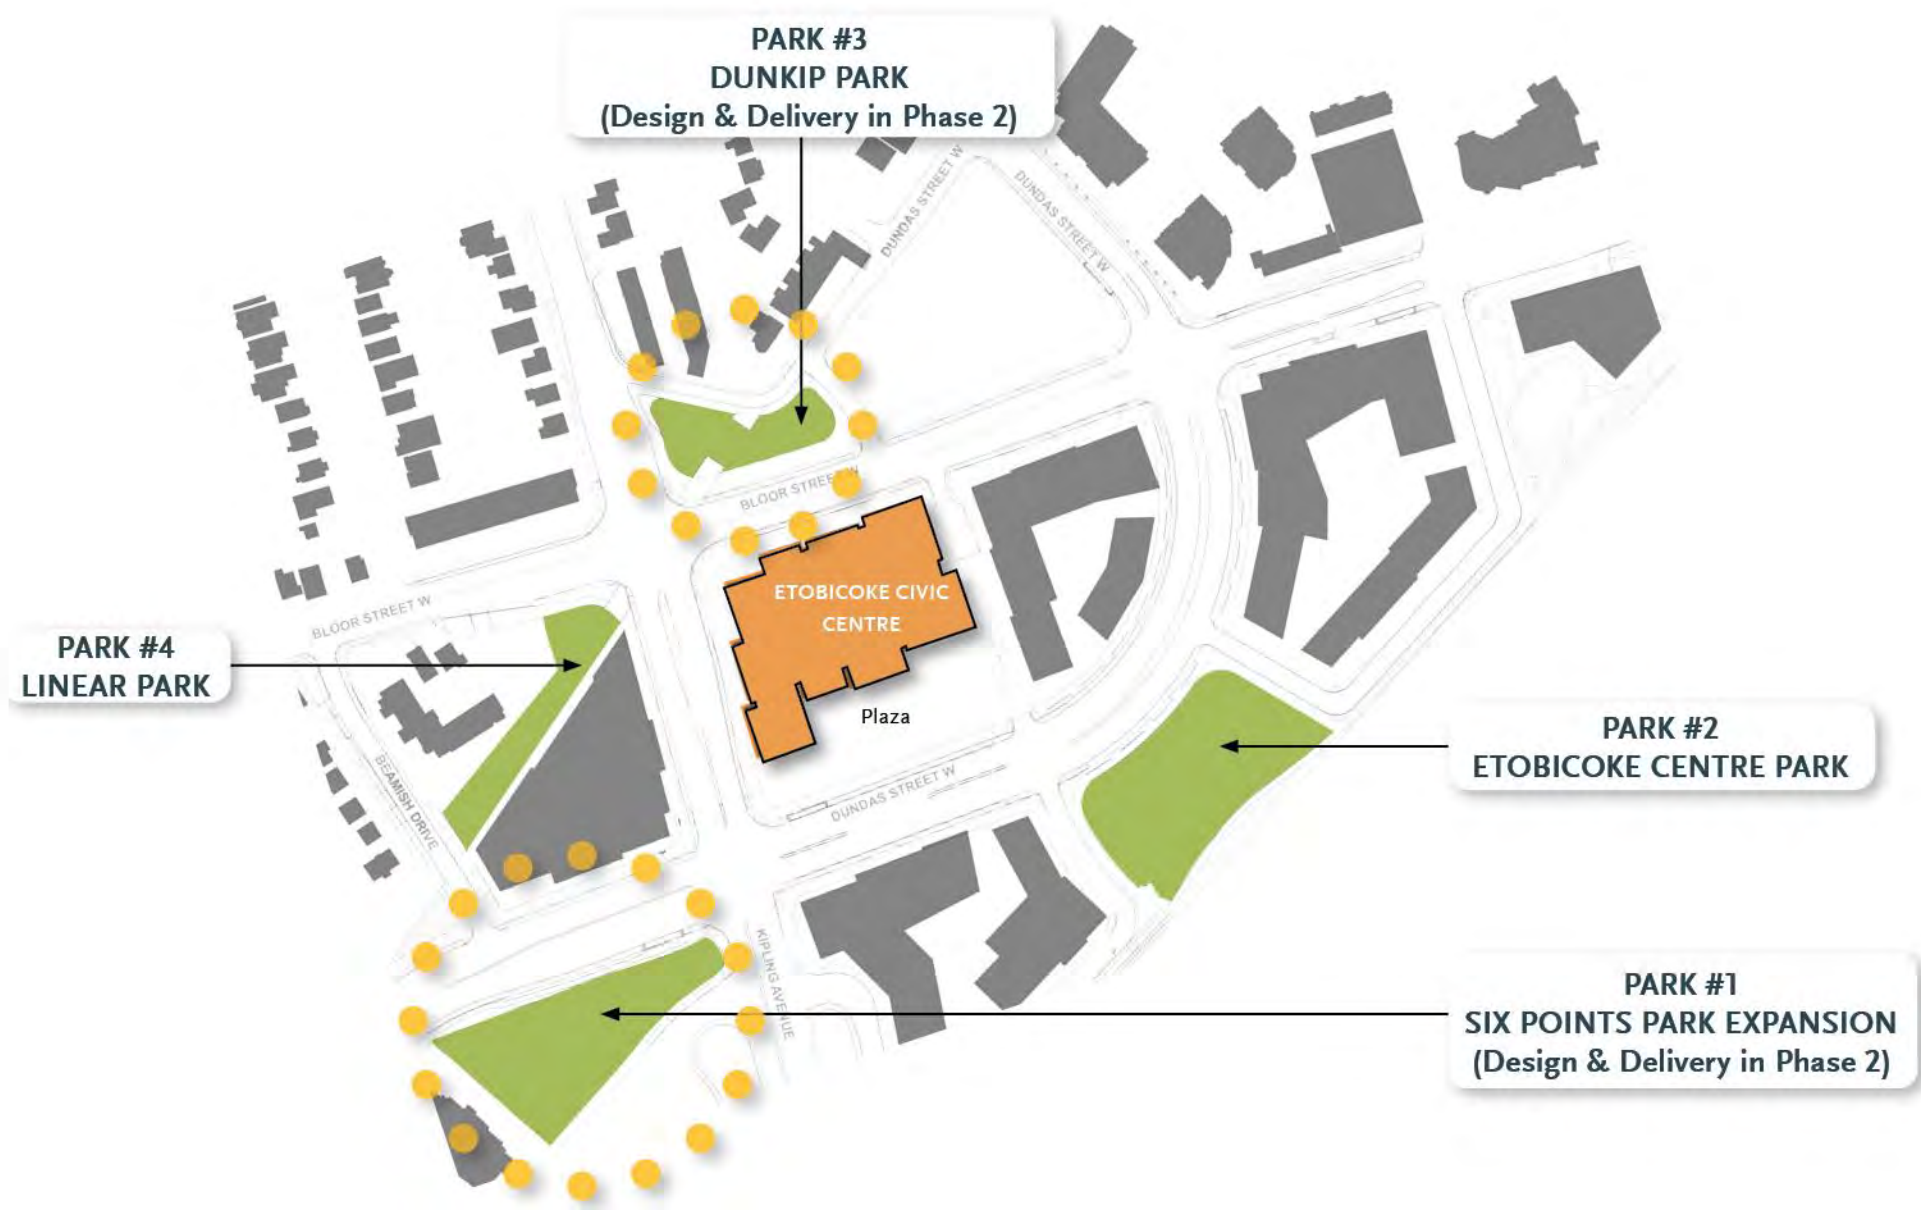 PARK #3
DUNKIP PARK
(Design & Delivery in Phase 2)
DUNDAS STREET W
DUNDAS STREET W
BLOOR STREET W
ETOBICOKE CIVIC
CENTRE
BLOOR STREET W
PARK #4
LINEAR PARK
Plaza
PARK #2
ETOBICOKE CENTRE PARK
BEAMISH DRIVE
DUNDAS STREET W
KIPLING AVENUE
PARK #1
SIX POINTS PARK EXPANSION
(Design & Delivery in Phase 2)